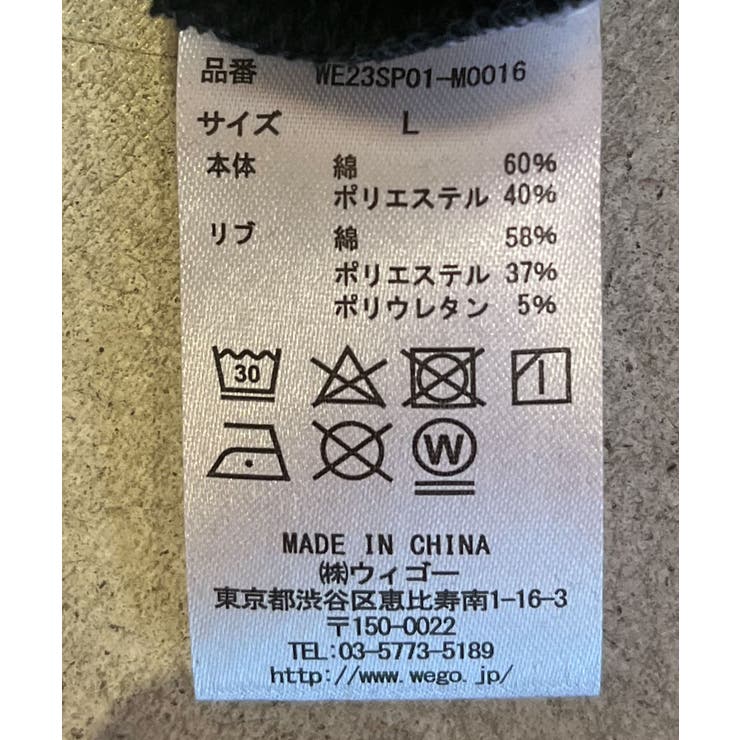 品番 WE23SP01-M0016
サイズ L
本体 綿 60%
ポリエステル 40%
リブ 綿 58%
ポリエステル 37%
ポリウレタン 5%
30
W
MADE IN CHINA
㈱ウィゴー
東京都渋谷区恵比寿南1-16-3
〒150-0022
TEL:03-5773-5189
http://www.wego.jp/